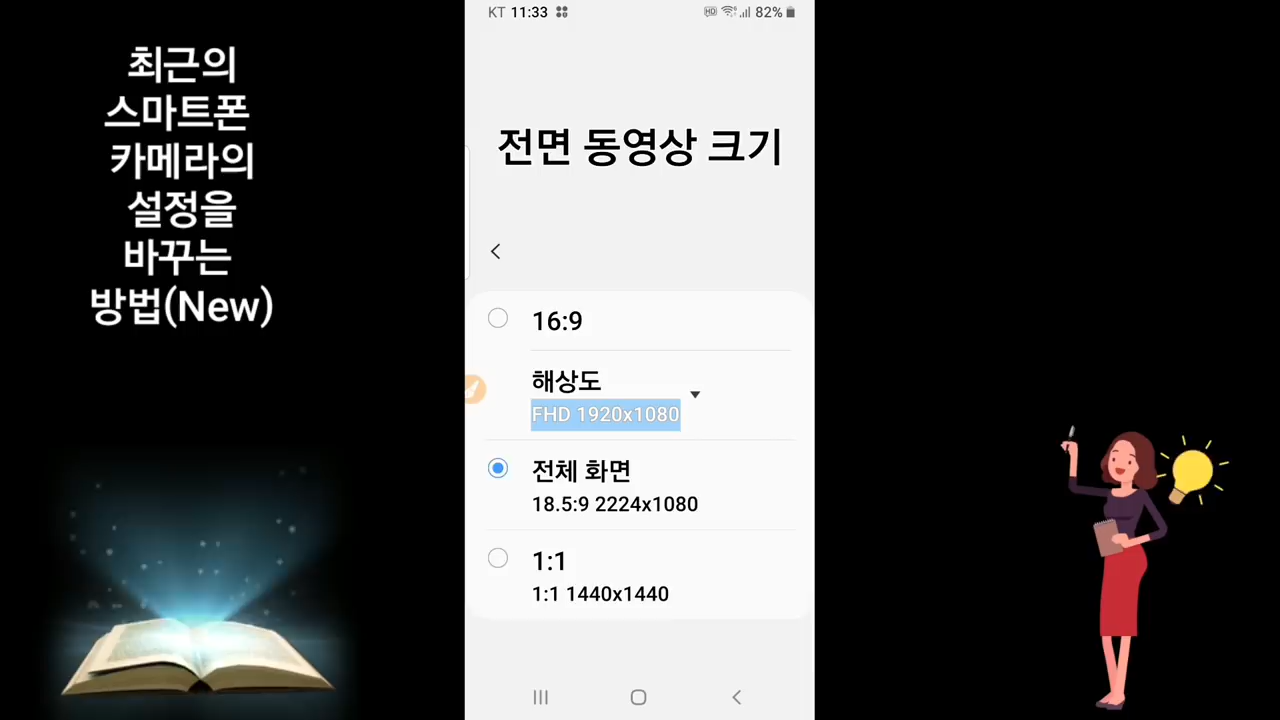 최근의
스마트폰
카메라의
설정을
바꾸는
방법(New)
KT 11:33
HD 82%
전면 동영상 크기
16:9
해상도
FHD 1920x1080
전체 화면
18.5:9 2224x1080
1:1
1:1 1440x1440